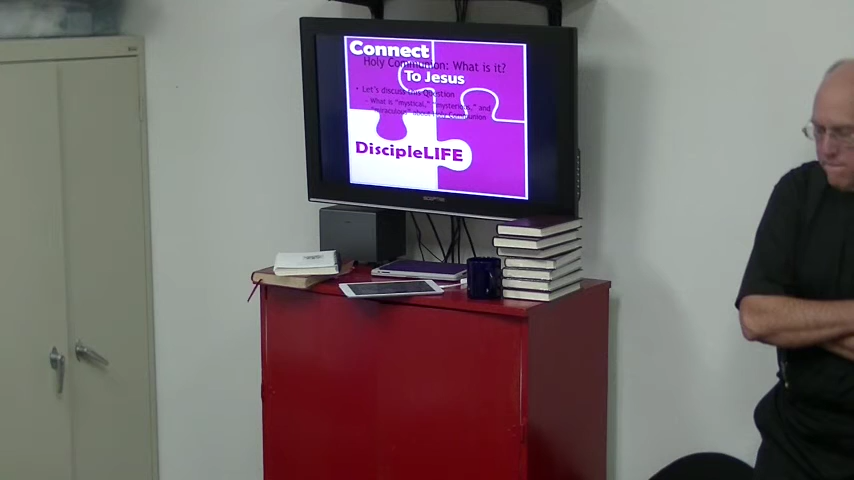 Connect
Holy Communion: What is it?
To Jesus
• Let's discuss this Question
– What is "mystical," "mysterious," and
"miraculous" about Holy Communion
DiscipleLIFE